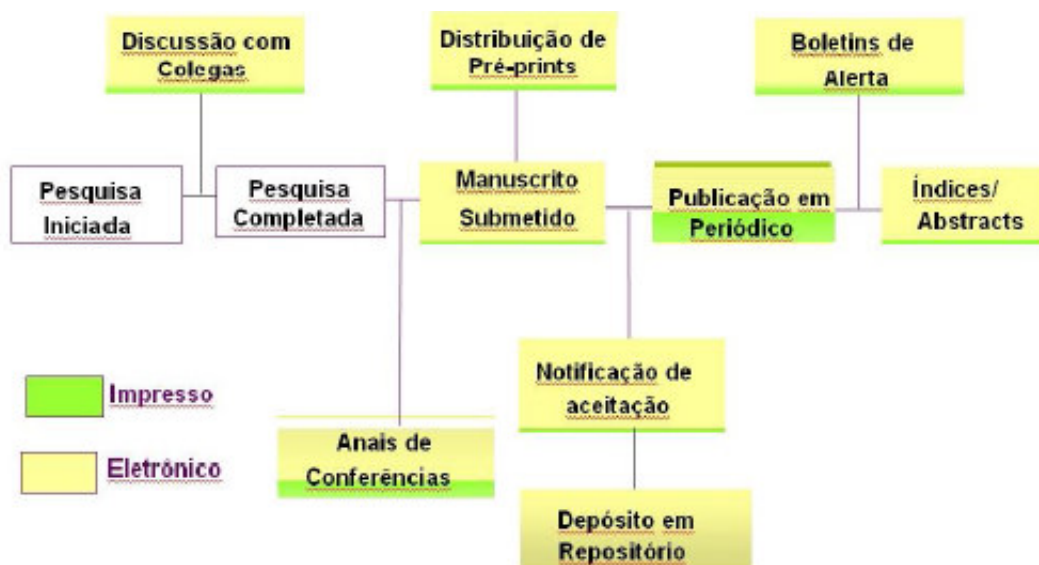 Discussão com
Colegas
Distribuição de
Pré-prints
Boletins de
Alerta
Pesquisa
Iniciada
Pesquisa
Completada
Manuscrito
Submetido
Publicação em
Periódico
Índices/
Abstracts
Notificação de
aceitação
Impresso
Eletrônico
Anais de
Conferências
Depósito em
Repositório